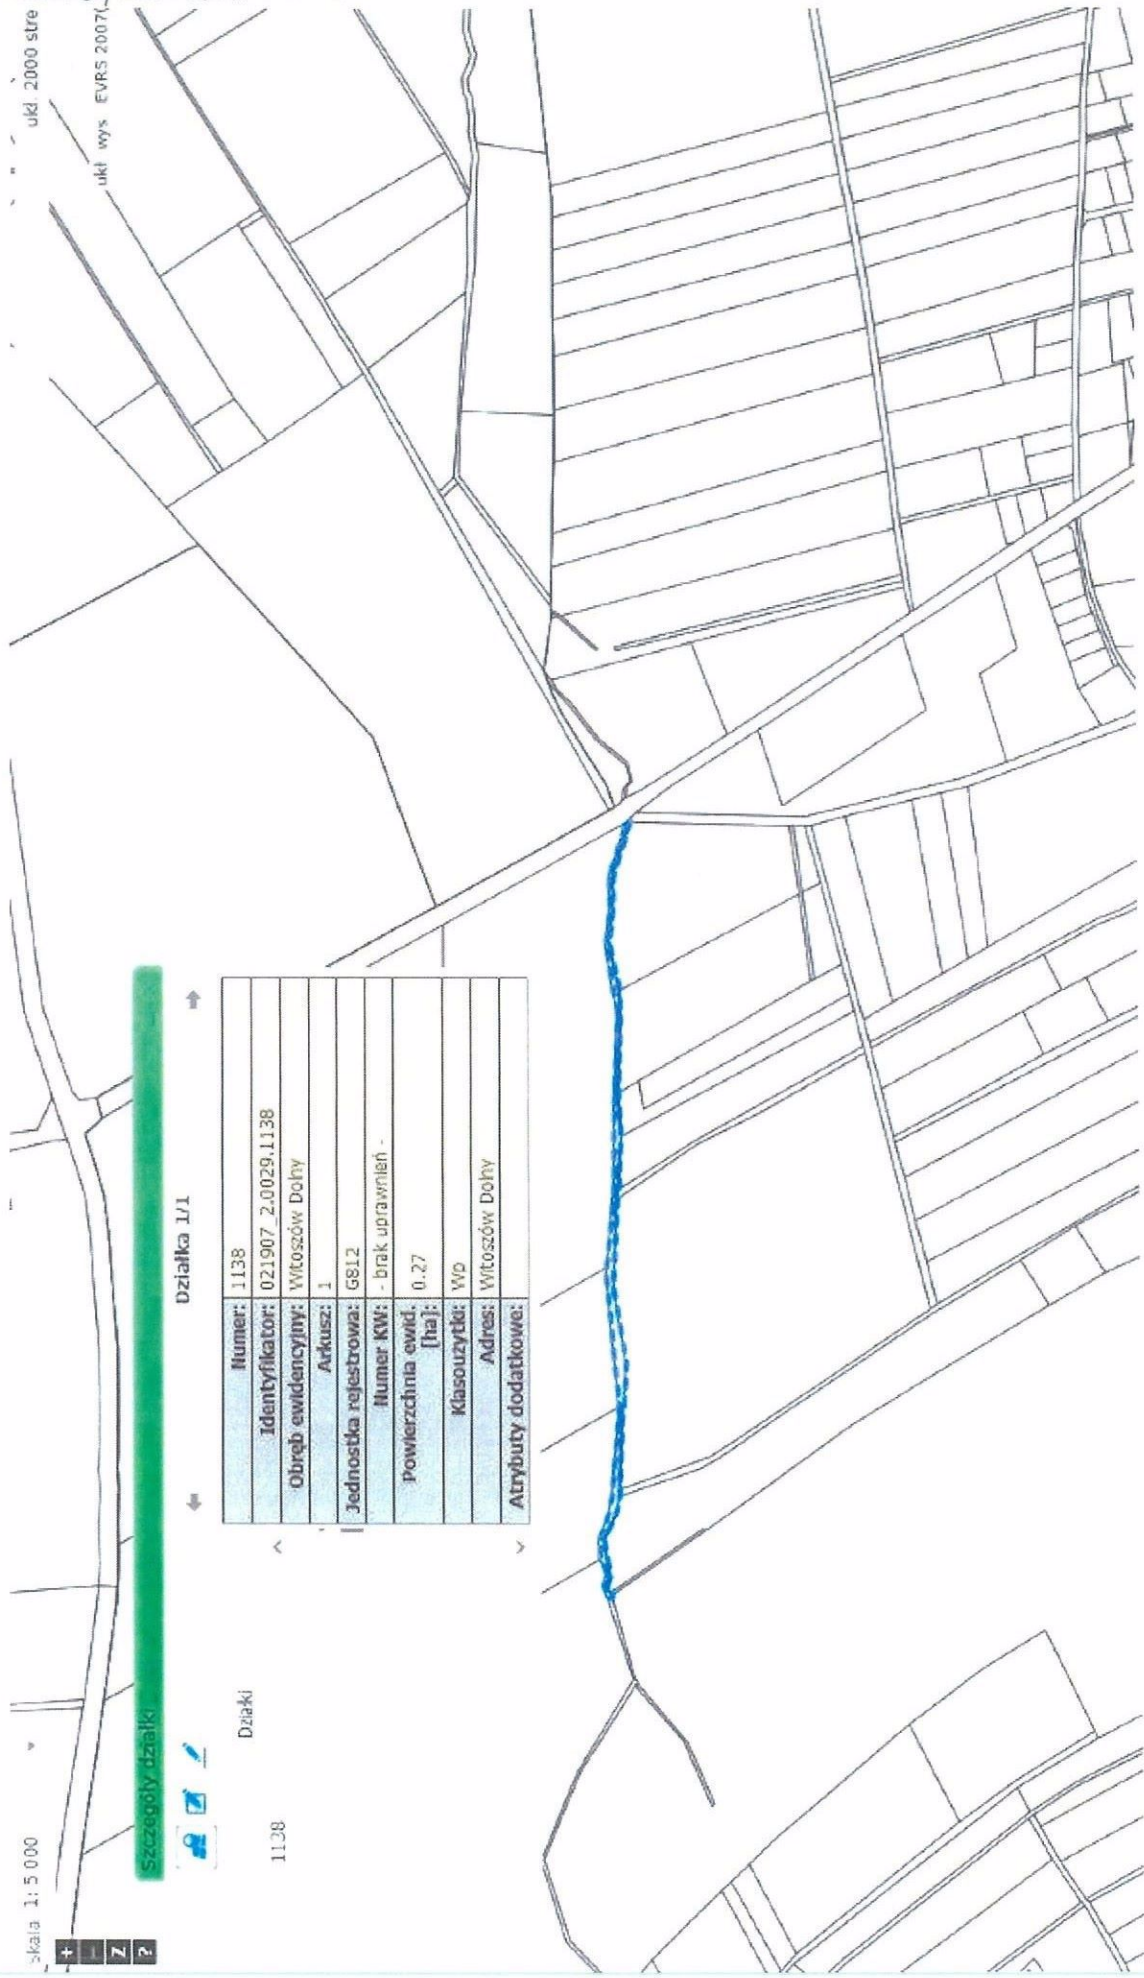 Skala 1: 5 000
ukł. 2000 stre
ukł wys EVRS 2007(
+
−
Z
?
Szczegóły działki
Działka 1/1
Działki
1138
Numer: 1138
Identyfikator: 021907_2.0029.1138
Obręb ewidencyjny: Witoszów Dolny
Arkusz: 1
Jednostka rejestrowa: G812
Numer KW: - brak uprawnień -
Powierzchnia ewid. [ha]: 0.27
Klasoużytki: Wp
Adres: Witoszów Dolny
Atrybuty dodatkowe: